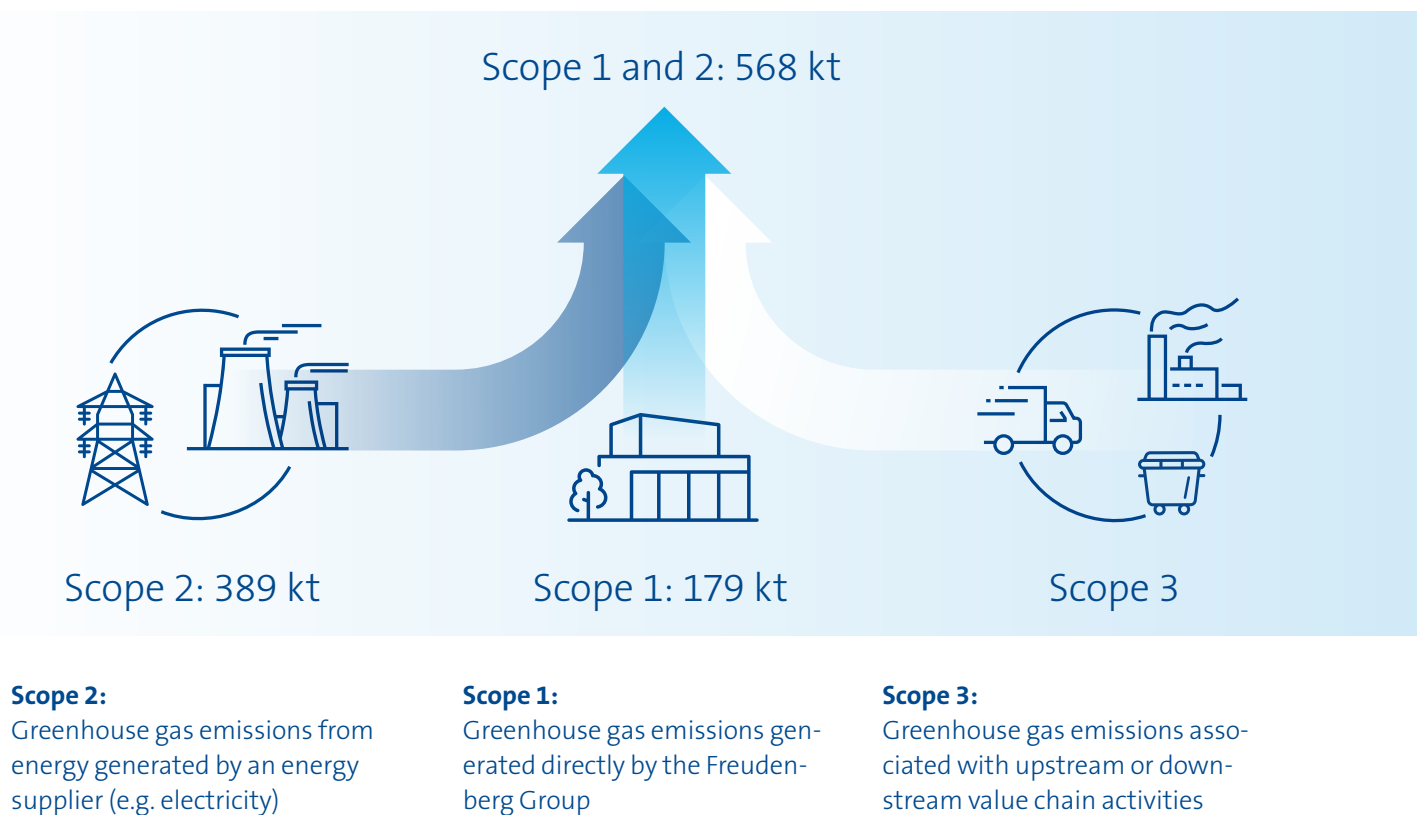 Scope 1 and 2: 568 kt
Scope 2: 389 kt
Scope 1: 179 kt
Scope 3
Scope 2:
Greenhouse gas emissions from
energy generated by an energy
supplier (e.g. electricity)
Scope 1:
Greenhouse gas emissions gen-
erated directly by the Freuden-
berg Group
Scope 3:
Greenhouse gas emissions asso-
ciated with upstream or down-
stream value chain activities